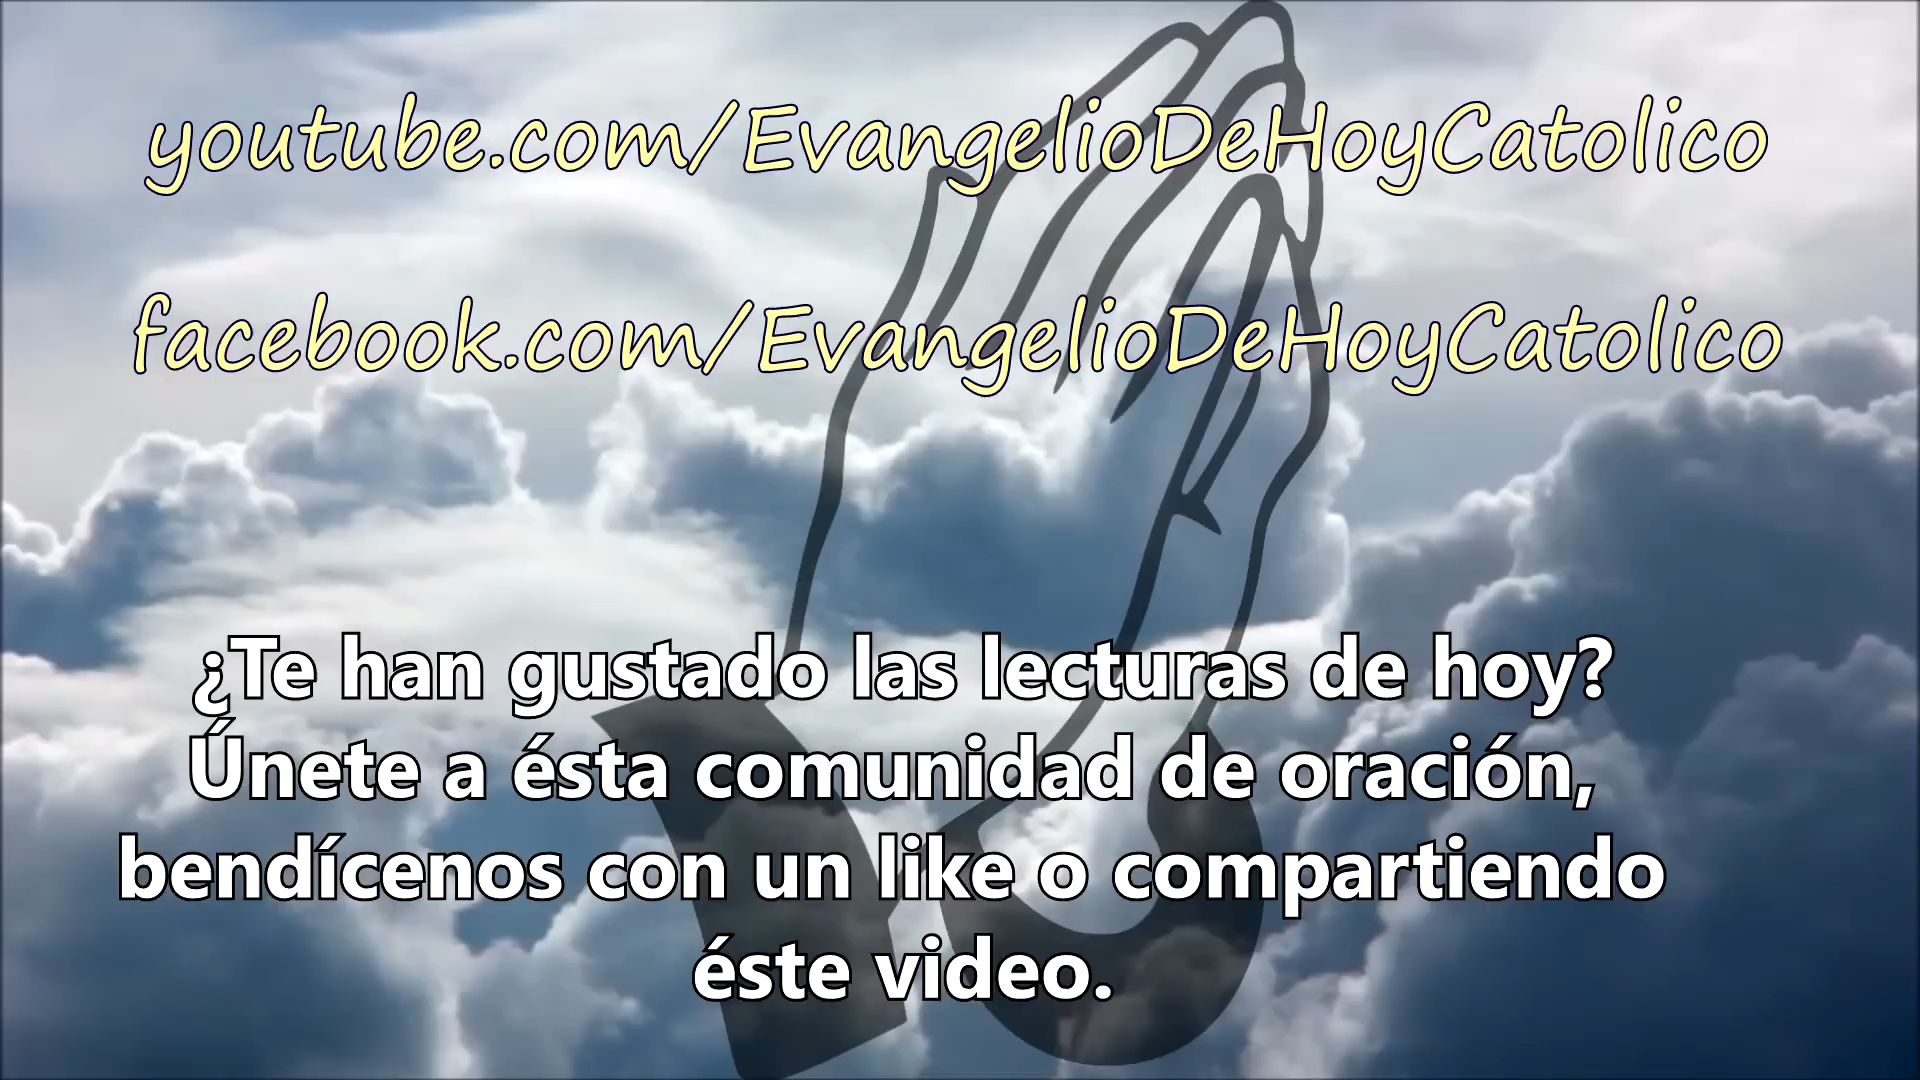 youtube.com/EvangelioDeHoyCatolico
facebook.com/EvangelioDeHoyCatolico
¿Te han gustado las lecturas de hoy?
Únete a ésta comunidad de oración,
bendícenos con un like o compartiendo
éste video.